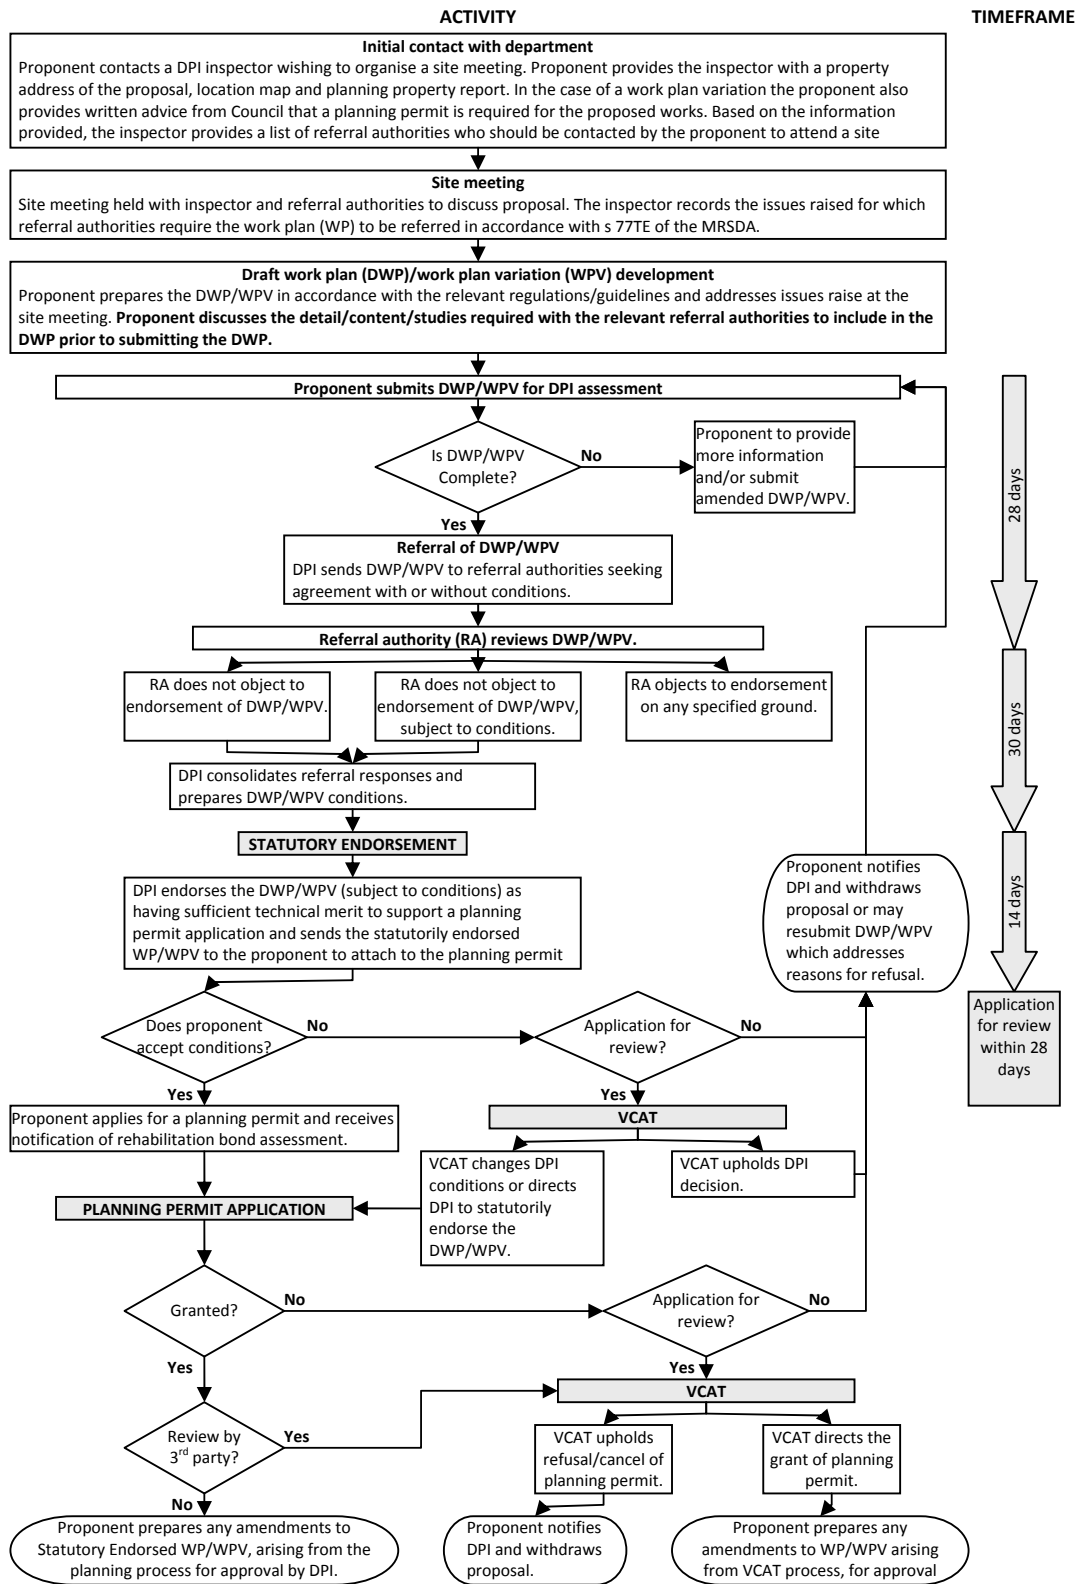 ACTIVITY
TIMEFRAME
Initial contact with department
Proponent contacts a DPI inspector wishing to organise a site meeting. Proponent provides the inspector with a property
address of the proposal, location map and planning property report. In the case of a work plan variation the proponent also
provides written advice from Council that a planning permit is required for the proposed works. Based on the information
provided, the inspector provides a list of referral authorities who should be contacted by the proponent to attend a site
Site meeting
Site meeting held with inspector and referral authorities to discuss proposal. The inspector records the issues raised for which
referral authorities require the work plan (WP) to be referred in accordance with s 77TE of the MRSDA.
Draft work plan (DWP)/work plan variation (WPV) development
Proponent prepares the DWP/WPV in accordance with the relevant regulations/guidelines and addresses issues raise at the
site meeting. Proponent discusses the detail/content/studies required with the relevant referral authorities to include in the
DWP prior to submitting the DWP.
Proponent submits DWP/WPV for DPI assessment
Is DWP/WPV
Complete?
No
Proponent to provide
more information
and/or submit
amended DWP/WPV.
28 days
Yes
Referral of DWP/WPV
DPI sends DWP/WPV to referral authorities seeking
agreement with or without conditions.
Referral authority (RA) reviews DWP/WPV.
RA does not object to
endorsement of DWP/WPV.
RA does not object to
endorsement of DWP/WPV,
subject to conditions.
RA objects to endorsement
on any specified ground.
30 days
DPI consolidates referral responses and
prepares DWP/WPV conditions.
STATUTORY ENDORSEMENT
DPI endorses the DWP/WPV (subject to conditions) as
having sufficient technical merit to support a planning
permit application and sends the statutorily endorsed
WP/WPV to the proponent to attach to the planning permit
Proponent notifies
DPI and withdraws
proposal or may
resubmit DWP/WPV
which addresses
reasons for refusal.
14 days
Does proponent
accept conditions?
No
Application for
review?
No
Application
for review
within 28
days
Yes
Yes
Proponent applies for a planning permit and receives
notification of rehabilitation bond assessment.
VCAT
VCAT changes DPI
conditions or directs
DPI to statutorily
endorse the
DWP/WPV.
VCAT upholds DPI
decision.
PLANNING PERMIT APPLICATION
Granted?
No
Application for
review?
No
Yes
Yes
VCAT
Review by
3rd party?
Yes
VCAT upholds
refusal/cancel of
planning permit.
VCAT directs the
grant of planning
permit.
No
Proponent prepares any amendments to
Statutory Endorsed WP/WPV, arising from the
planning process for approval by DPI.
Proponent notifies
DPI and withdraws
proposal.
Proponent prepares any
amendments to WP/WPV arising
from VCAT process, for approval